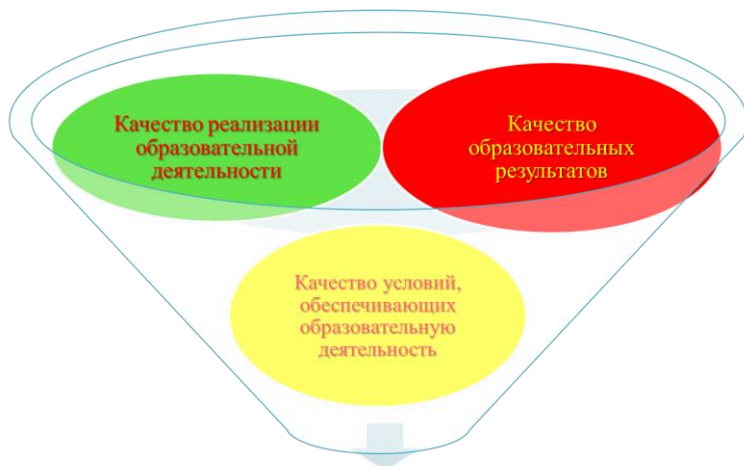 Качество реализации
образовательной
деятельности
Качество
образовательных
результатов
Качество условий,
обеспечивающих
образовательную
деятельность